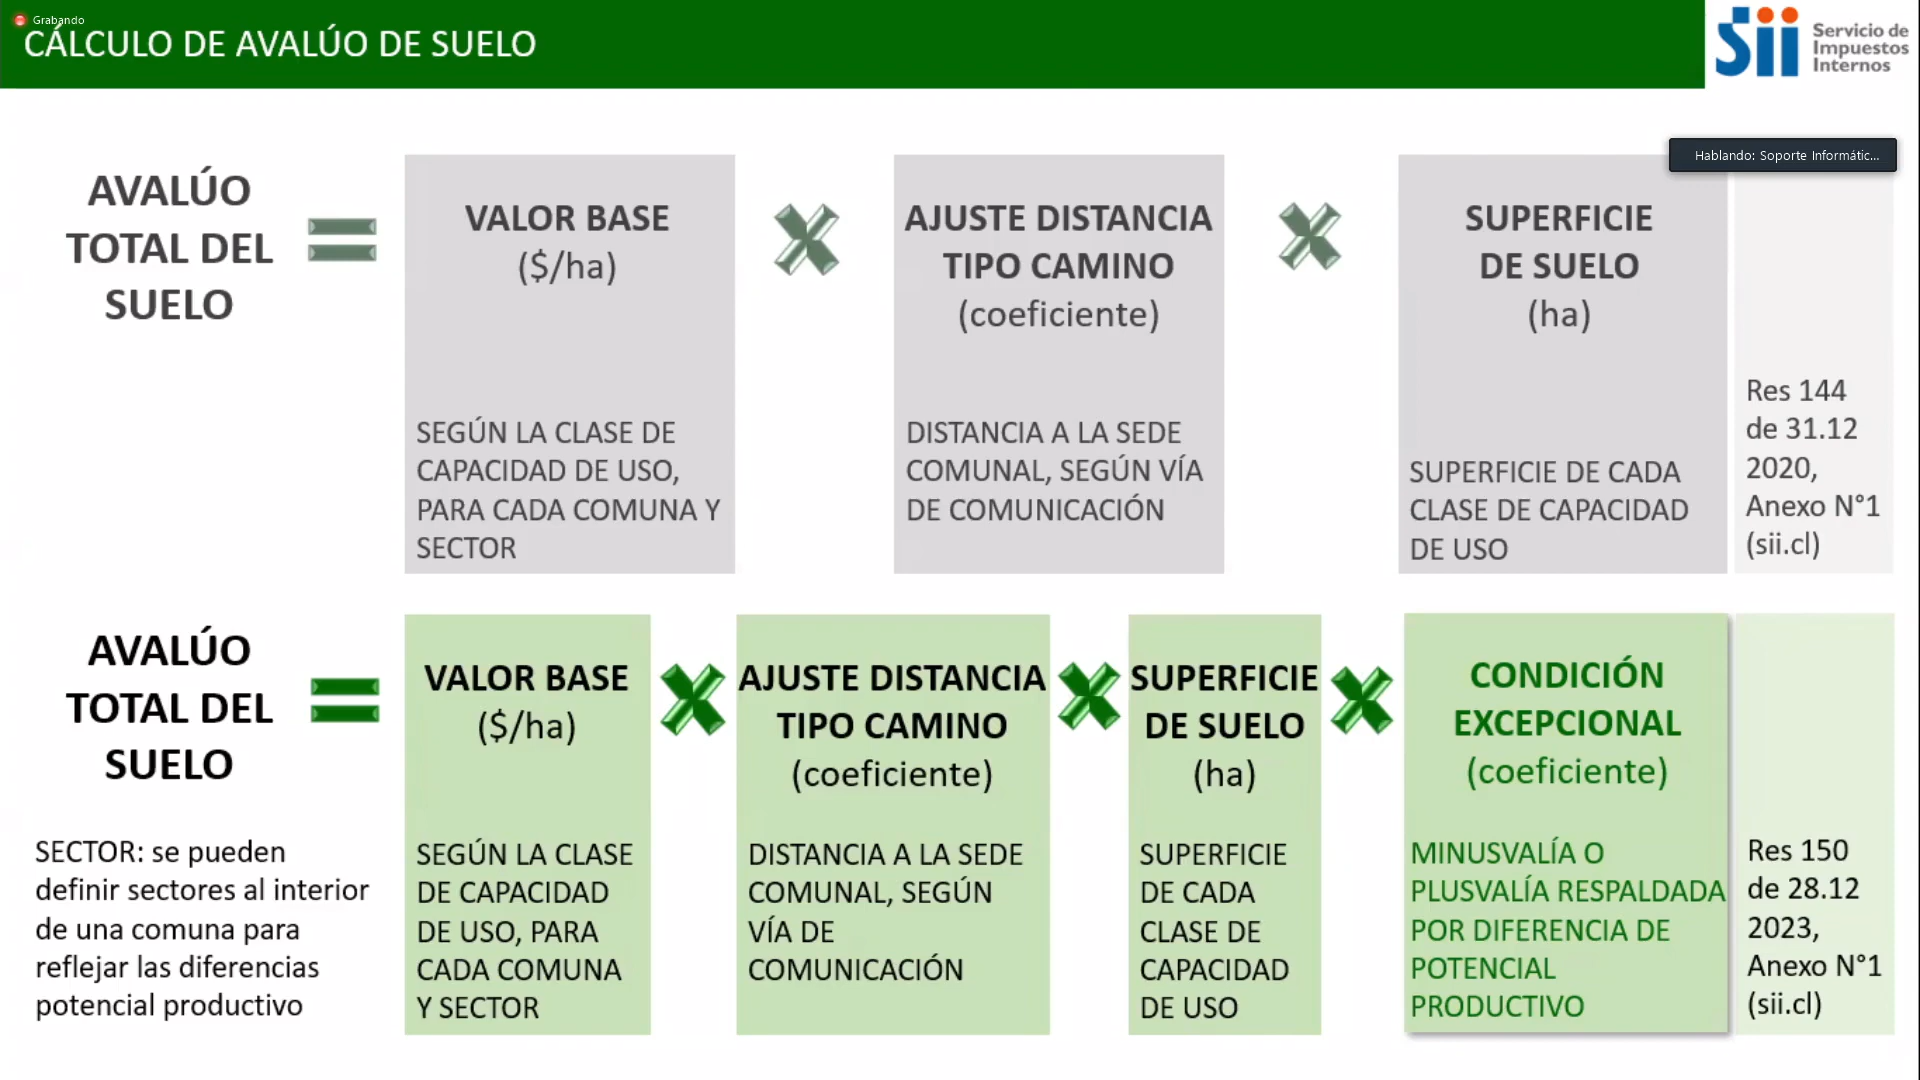 Grabando
CÁLCULO DE AVALÚO DE SUELO
Sii
Servicio de
Impuestos
Internos
Hablando: Soporte Informátic...
AVALÚO
TOTAL DEL
SUELO
=
VALOR BASE
($/ha)
SEGÚN LA CLASE DE
CAPACIDAD DE USO,
PARA CADA COMUNA Y
SECTOR
X
AJUSTE DISTANCIA
TIPO CAMINO
(coeficiente)
DISTANCIA A LA SEDE
COMUNAL, SEGÚN VÍA
DE COMUNICACIÓN
X
SUPERFICIE
DE SUELO
(ha)
SUPERFICIE DE CADA
CLASE DE CAPACIDAD
DE USO
Res 144
de 31.12
2020,
Anexo N°1
(sii.cl)
AVALÚO
TOTAL DEL
SUELO
=
SECTOR: se pueden
definir sectores al interior
de una comuna para
reflejar las diferencias
potencial productivo
VALOR BASE
($/ha)
SEGÚN LA CLASE
DE CAPACIDAD
DE USO, PARA
CADA COMUNA
Y SECTOR
X
AJUSTE DISTANCIA
TIPO CAMINO
(coeficiente)
DISTANCIA A LA SEDE
COMUNAL, SEGÚN
VÍA DE
COMUNICACIÓN
X
SUPERFICIE
DE SUELO
(ha)
SUPERFICIE
DE CADA
CLASE DE
CAPACIDAD
DE USO
X
CONDICIÓN
EXCEPCIONAL
(coeficiente)
MINUSVALÍA O
PLUSVALÍA RESPALDADA
POR DIFERENCIA DE
POTENCIAL
PRODUCTIVO
Res 150
de 28.12
2023,
Anexo N°1
(sii.cl)